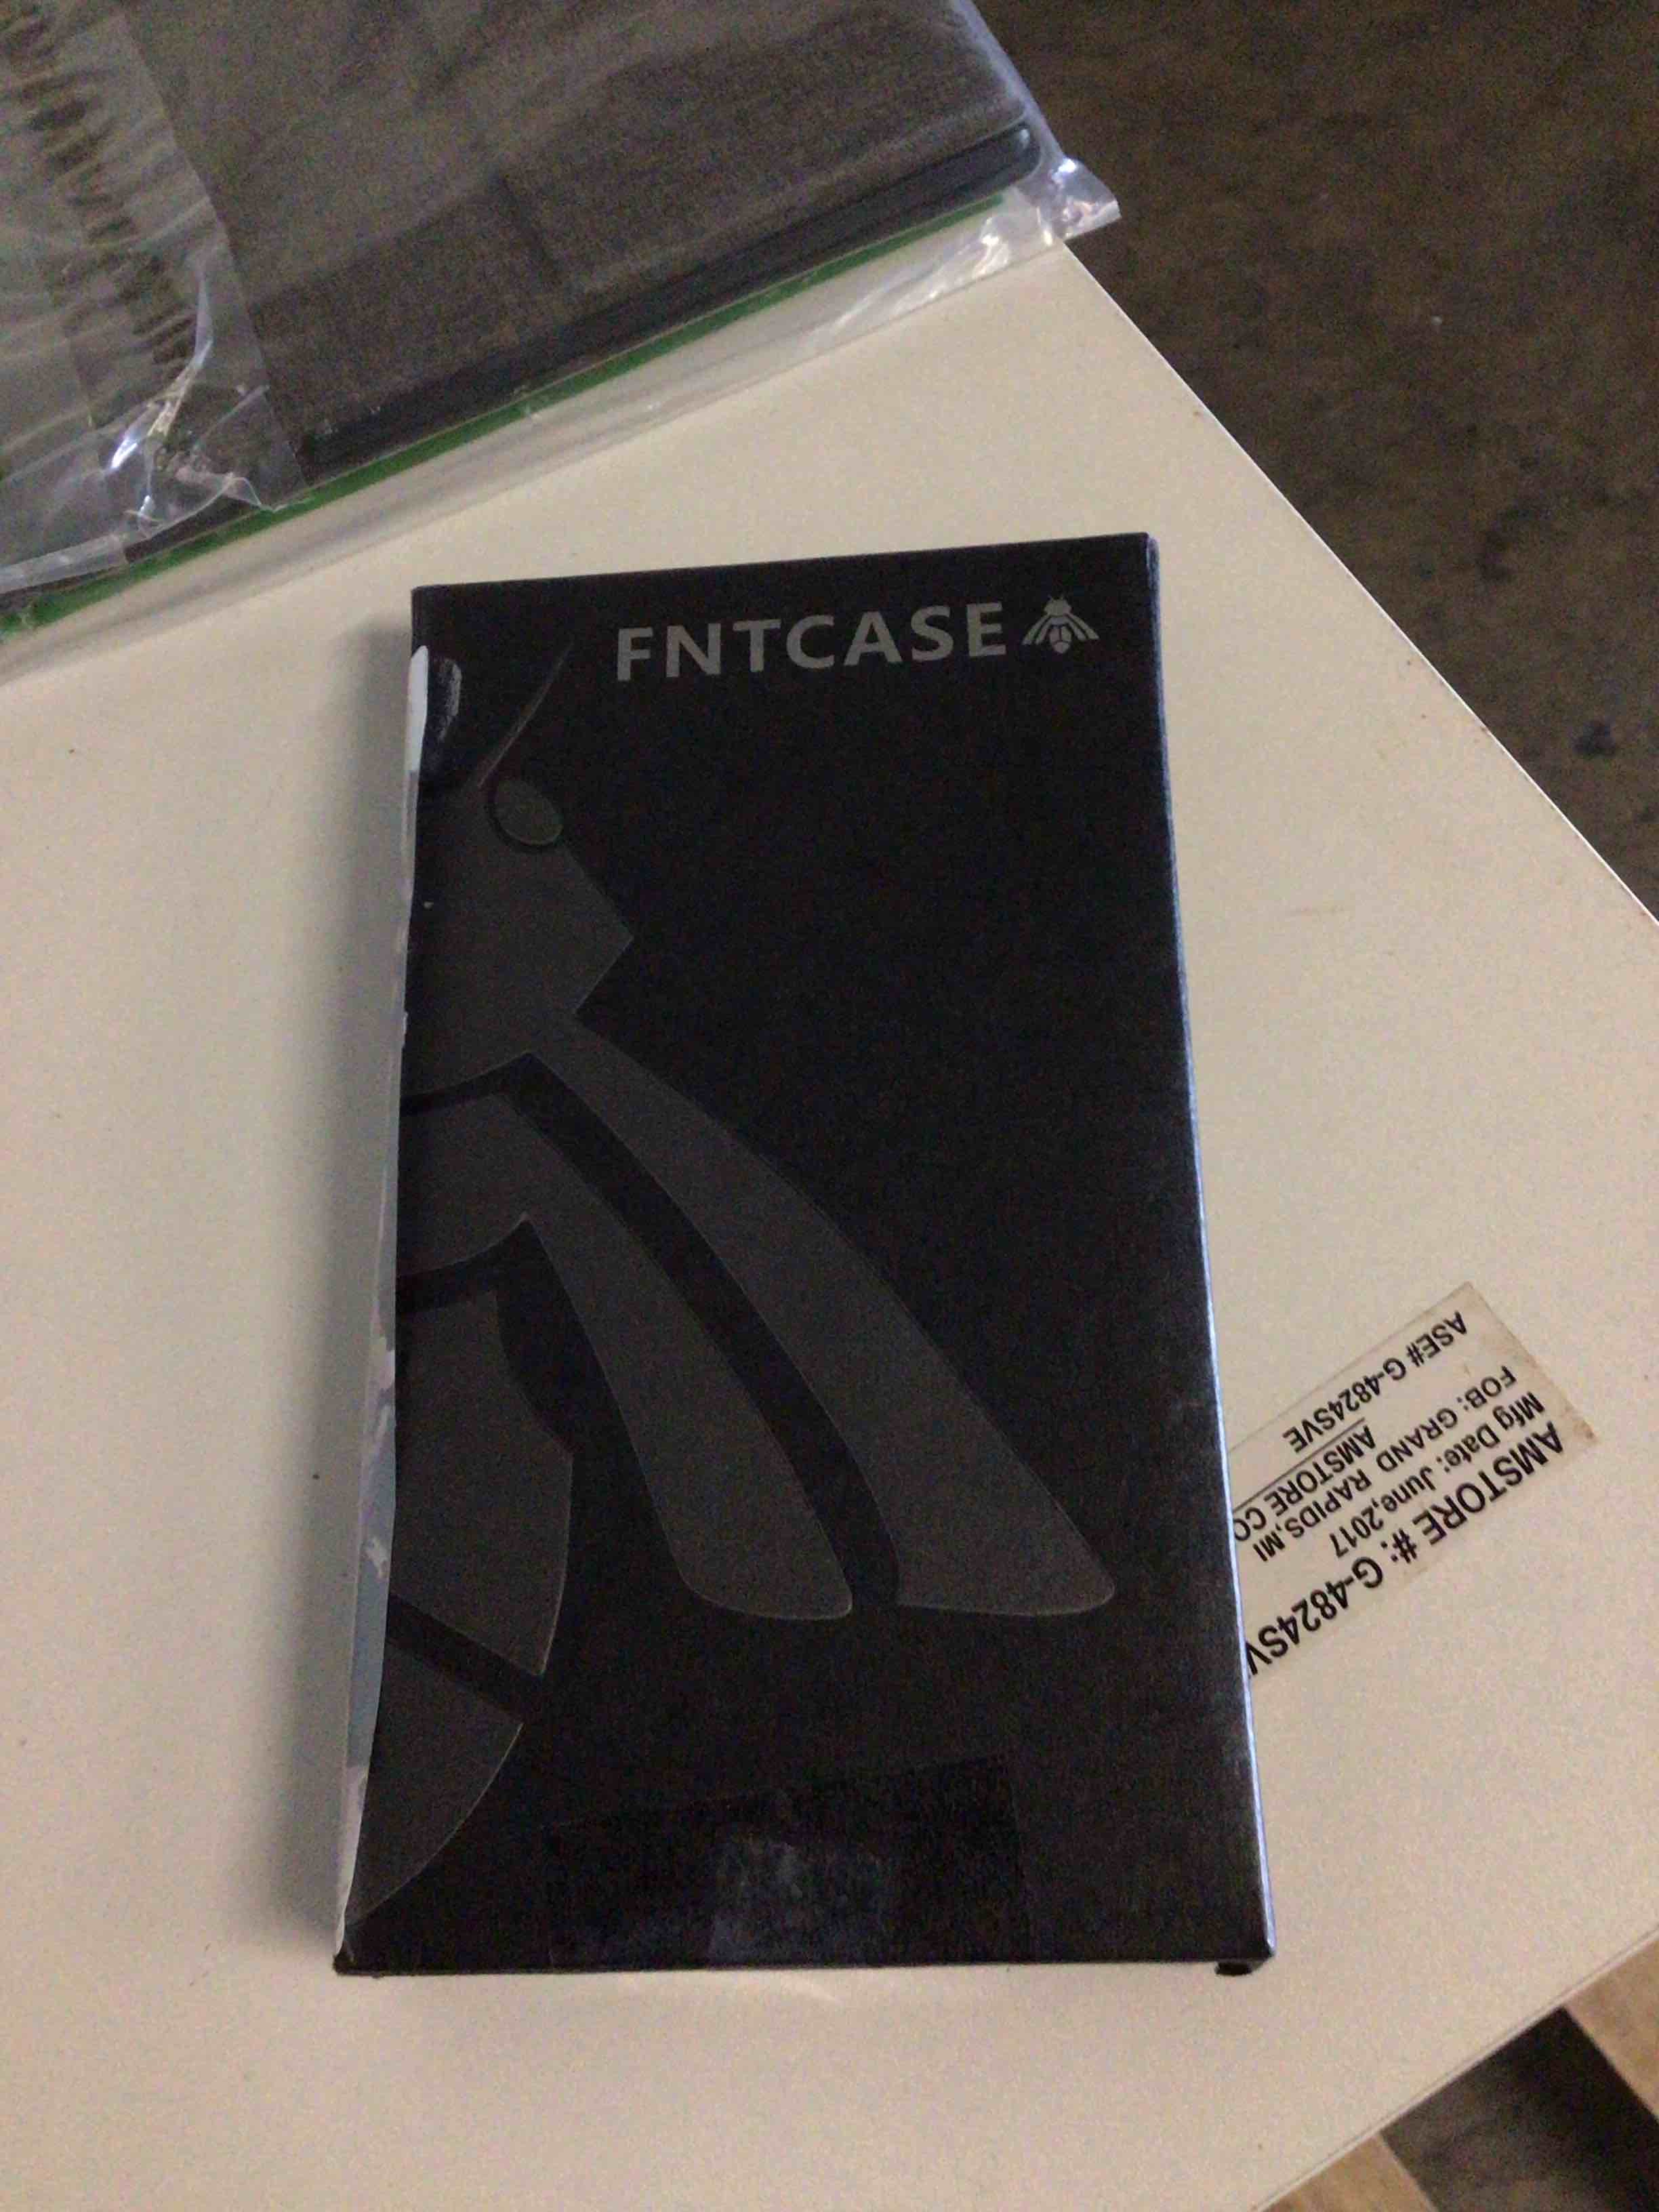 FNTCASE
AMSTORE #: G-4824SV
Mfg Date: June,2017
FOB: GRAND RAPIDS,MI
AMSTORE CO
ASE# G-4824SVE